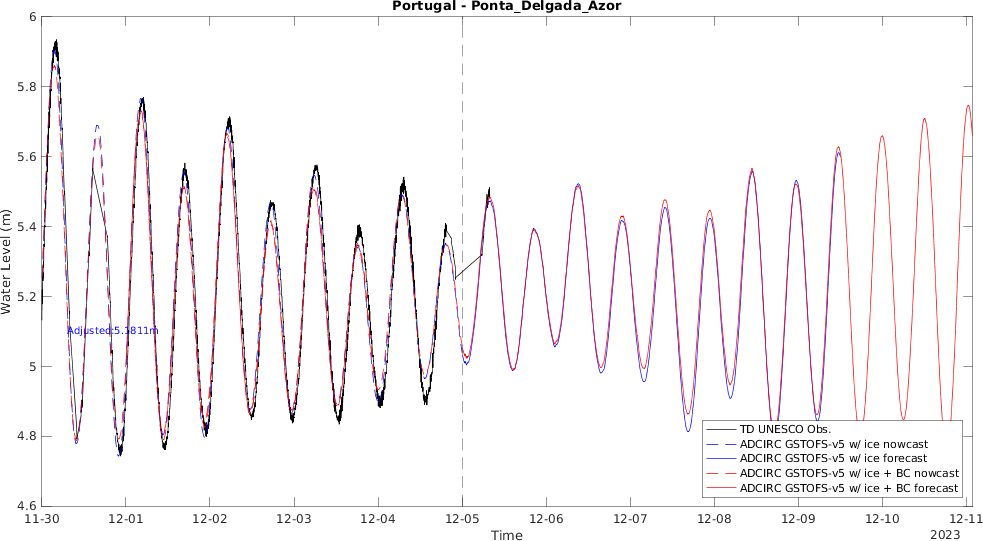 Portugal - Ponta_Delgada_Azor
6
5.8
5.6
5.4
5.2
5
4.8
4.6
Water Level (m)
Adjusted:5.1811m
TD UNESCO Obs.
ADCIRC GSTOFS-v5 w/ ice nowcast
ADCIRC GSTOFS-v5 w/ ice forecast
ADCIRC GSTOFS-v5 w/ ice + BC nowcast
ADCIRC GSTOFS-v5 w/ ice + BC forecast
11-30 12-01 12-02 12-03 12-04 12-05 12-06 12-07 12-08 12-09 12-10 12-11
Time
2023